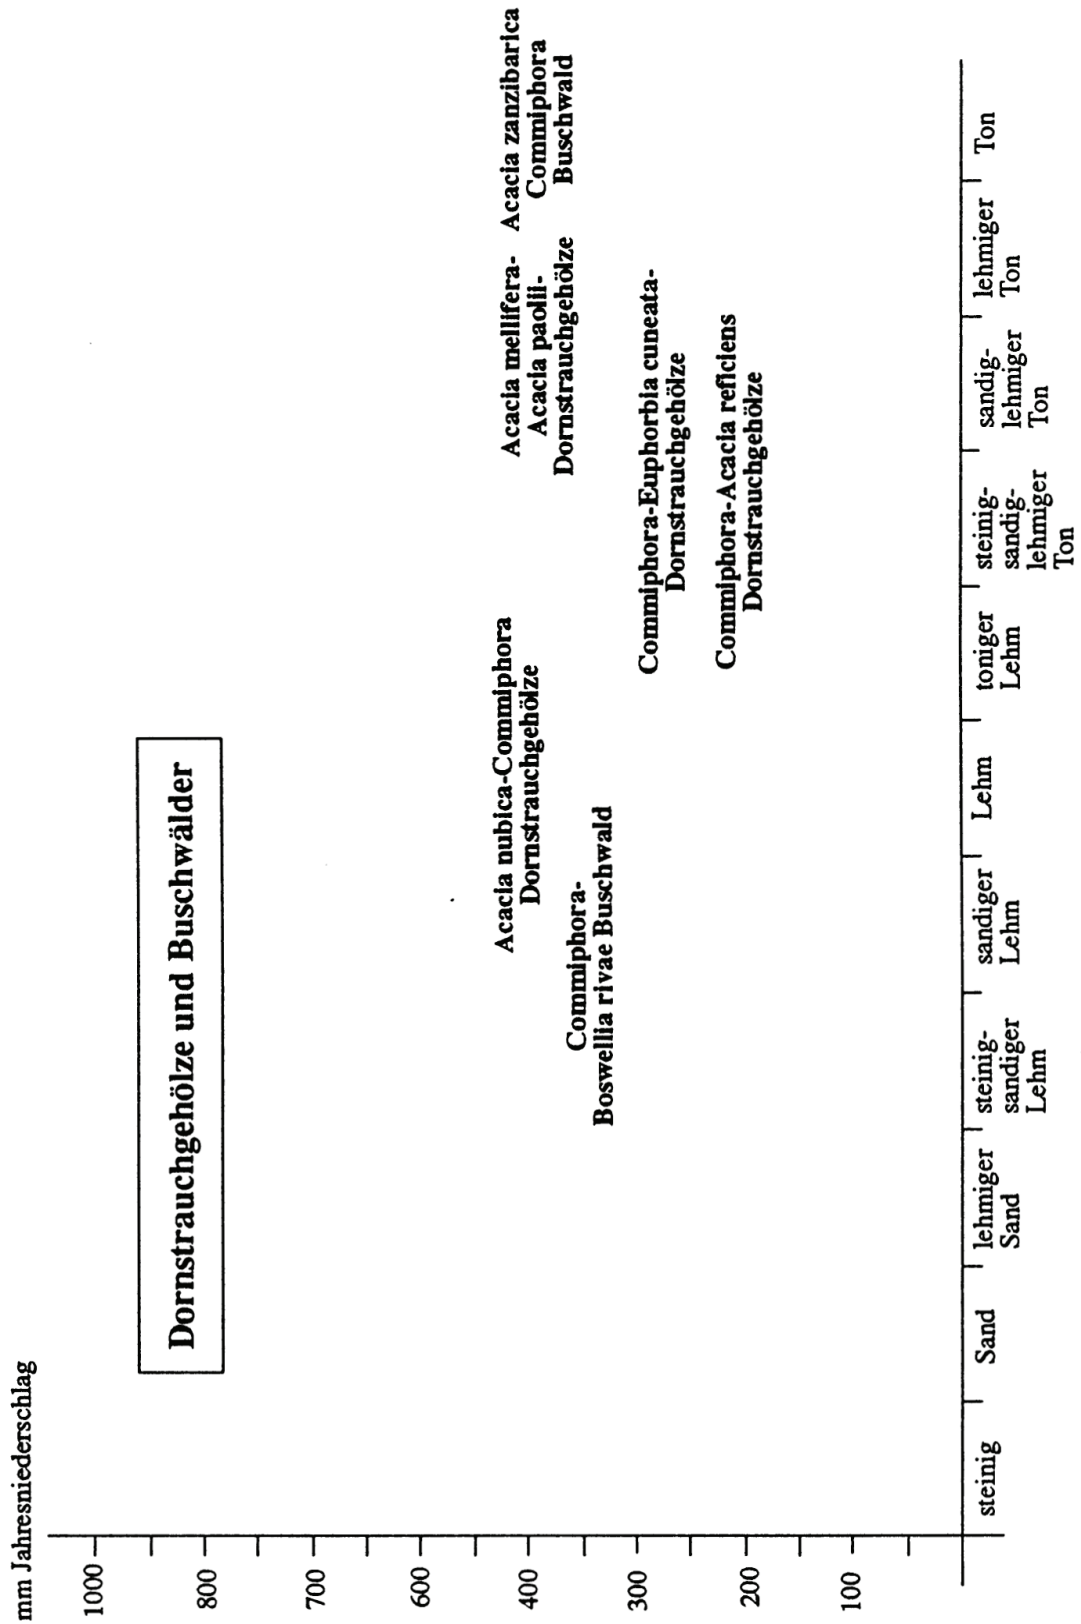 mm Jahresniederschlag
1000
800
700
600
400
300
100
Dornstrauchgehölze und Buschwälder
Acacia nubica-Commiphora
Dornstrauchgehölze
Commiphora-
Boswellia rivae Buschwald
Acacia mellifera-
Acacia paolii-
Dornstrauchgehölze
Acacia zanzibarica
Commiphora
Buschwald
Commiphora-Euphorbia cuneata-
Dornstrauchgehölze
Commiphora-Acacia reficiens
Dornstrauchgehölze
steinig
Sand
lehmiger
Sand
steinig-
sandiger
Lehm
sandiger
Lehm
Lehm
toniger
Lehm
steinig-
sandig-
lehmiger
Ton
sandig-
lehmiger
Ton
lehmiger
Ton
Ton